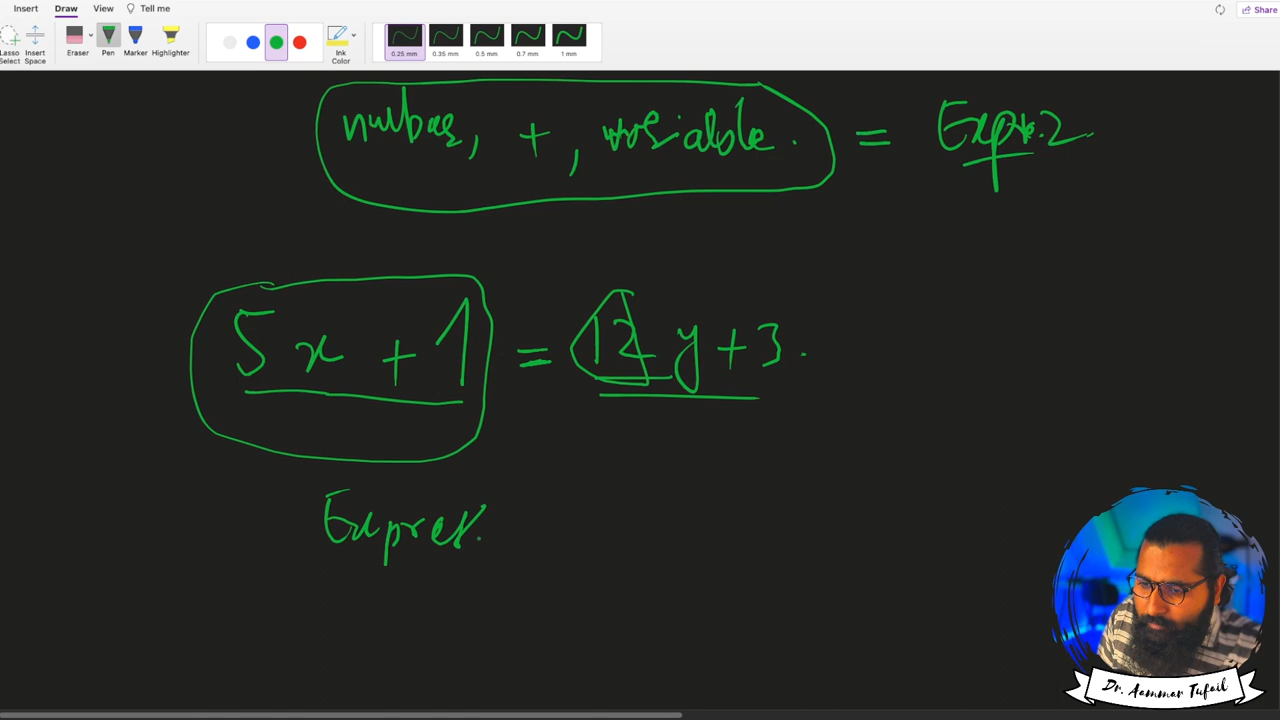 Insert Draw View Tell me
Share
Lasso Select
Insert Space
Eraser
Pen
Marker
Highlighter
Ink Color
0.25 mm
0.35 mm
0.5 mm
0.7 mm
1 mm
, + , variable. = Expr.2
5x + 1 = 12 y + 3.
Expres.
Dr. Aammar Tufail